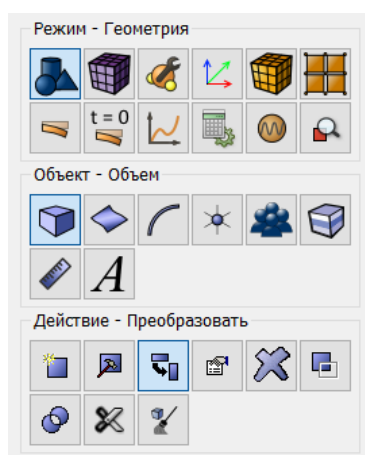 Режим - Геометрия
t = 0
Объект - Объем
A
Действие - Преобразовать